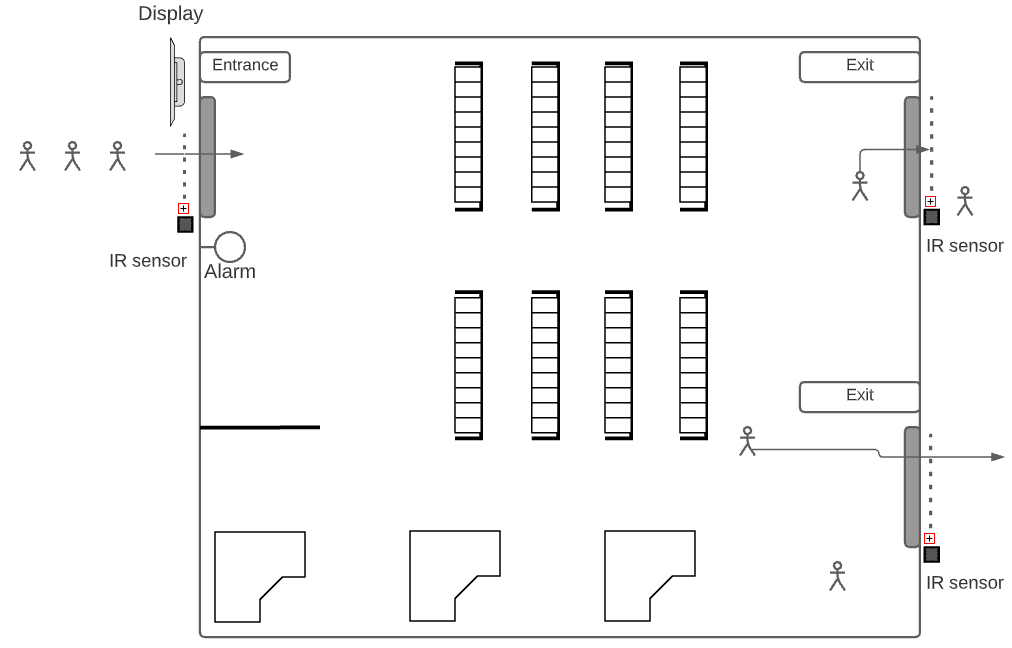 Display
Entrance
Exit
IR sensor
IR sensor
Alarm
Exit
IR sensor